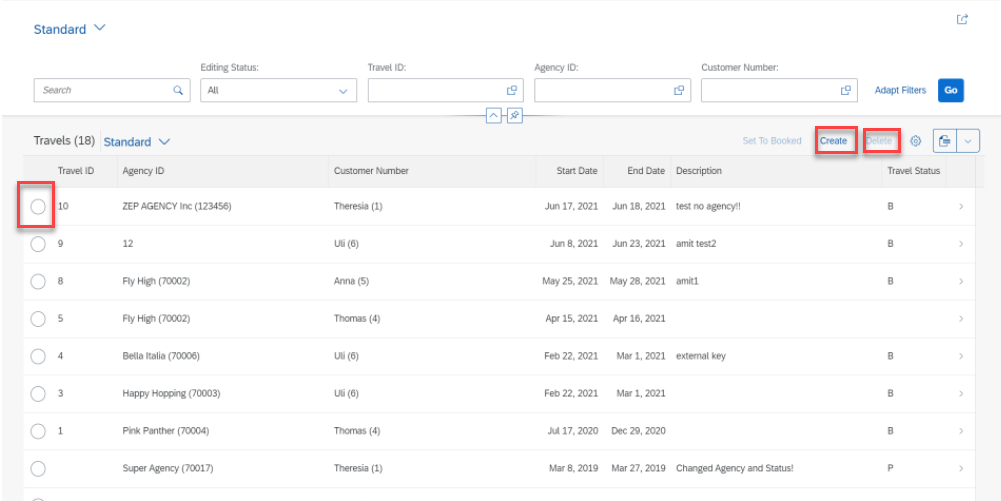 Standard
Editing Status: Travel ID: Agency ID: Customer Number:
Search All Adapt Filters Go
Travels (18) Standard Set To Booked Create Delete
Travel ID Agency ID Customer Number Start Date End Date Description Travel Status
10 ZEP AGENCY Inc (123456) Theresia (1) Jun 17, 2021 Jun 18, 2021 test no agency!! B
9 12 Uli (6) Jun 8, 2021 Jun 23, 2021 amit test2 B
8 Fly High (70002) Anna (5) May 25, 2021 May 28, 2021 amit1 B
5 Fly High (70002) Thomas (4) Apr 15, 2021 Apr 16, 2021
4 Bella Italia (70006) Uli (6) Feb 22, 2021 Mar 1, 2021 external key B
3 Happy Hopping (70003) Uli (6) Feb 22, 2021 Mar 1, 2021 B
1 Pink Panther (70004) Thomas (4) Jul 17, 2020 Dec 29, 2020 B
Super Agency (70017) Theresia (1) Mar 8, 2019 Mar 27, 2019 Changed Agency and Status! P